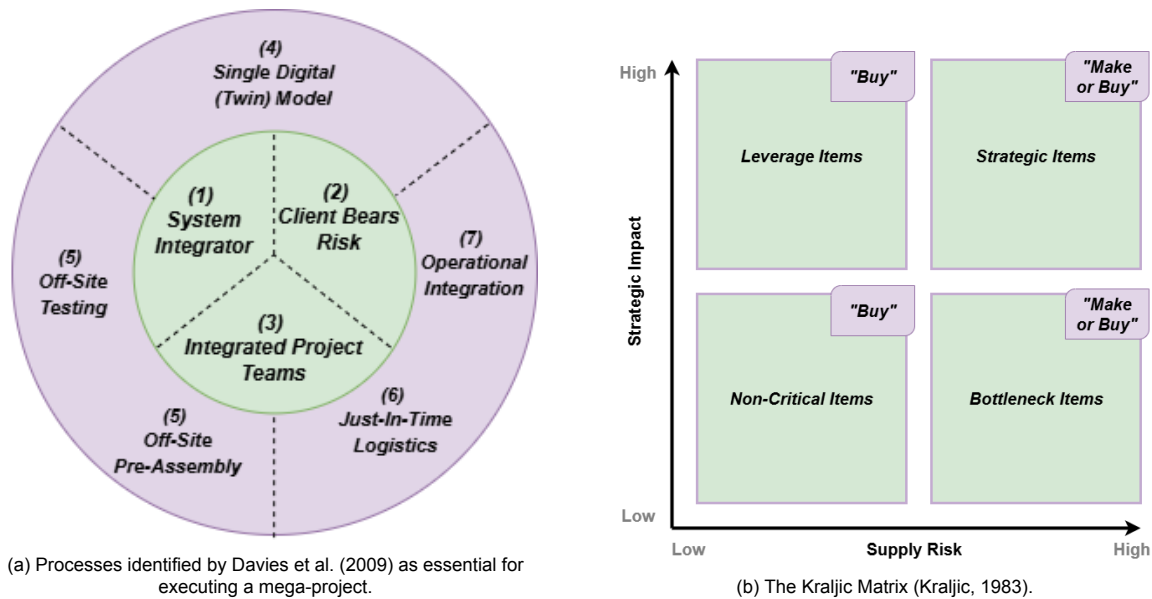 (4)
Single Digital
(Twin) Model
(1)
System
Integrator
(2)
Client Bears
Risk
(3)
Integrated Project
Teams
(5)
Off-Site
Testing
(7)
Operational
Integration
(5)
Off-Site
Pre-Assembly
(6)
Just-In-Time
Logistics
(a) Processes identified by Davies et al. (2009) as essential for
executing a mega-project.
High
Strategic Impact
Low
"Buy"
Leverage Items
"Make
or Buy"
Strategic Items
"Buy"
Non-Critical Items
"Make
or Buy"
Bottleneck Items
Low
Supply Risk
High
(b) The Kraljic Matrix (Kraljic, 1983).